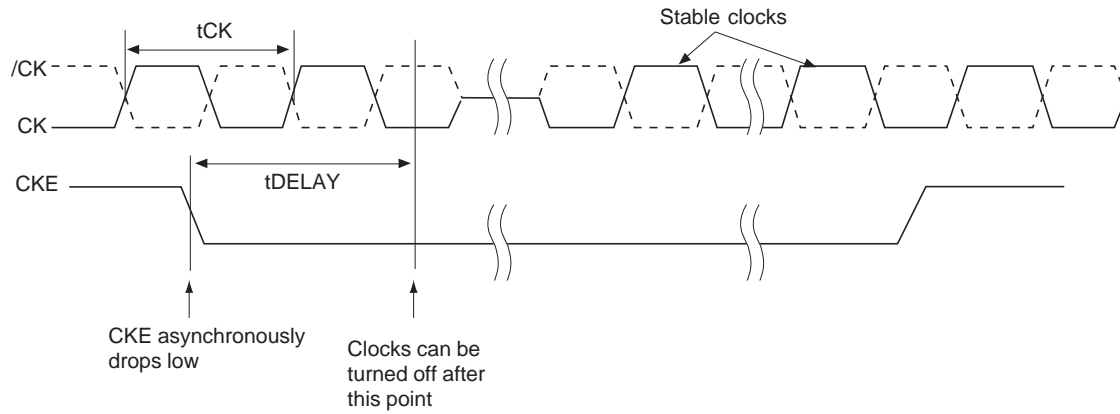 Stable clocks
tCK
/CK
CK
tDELAY
CKE
CKE asynchronously
drops low
Clocks can be
turned off after
this point